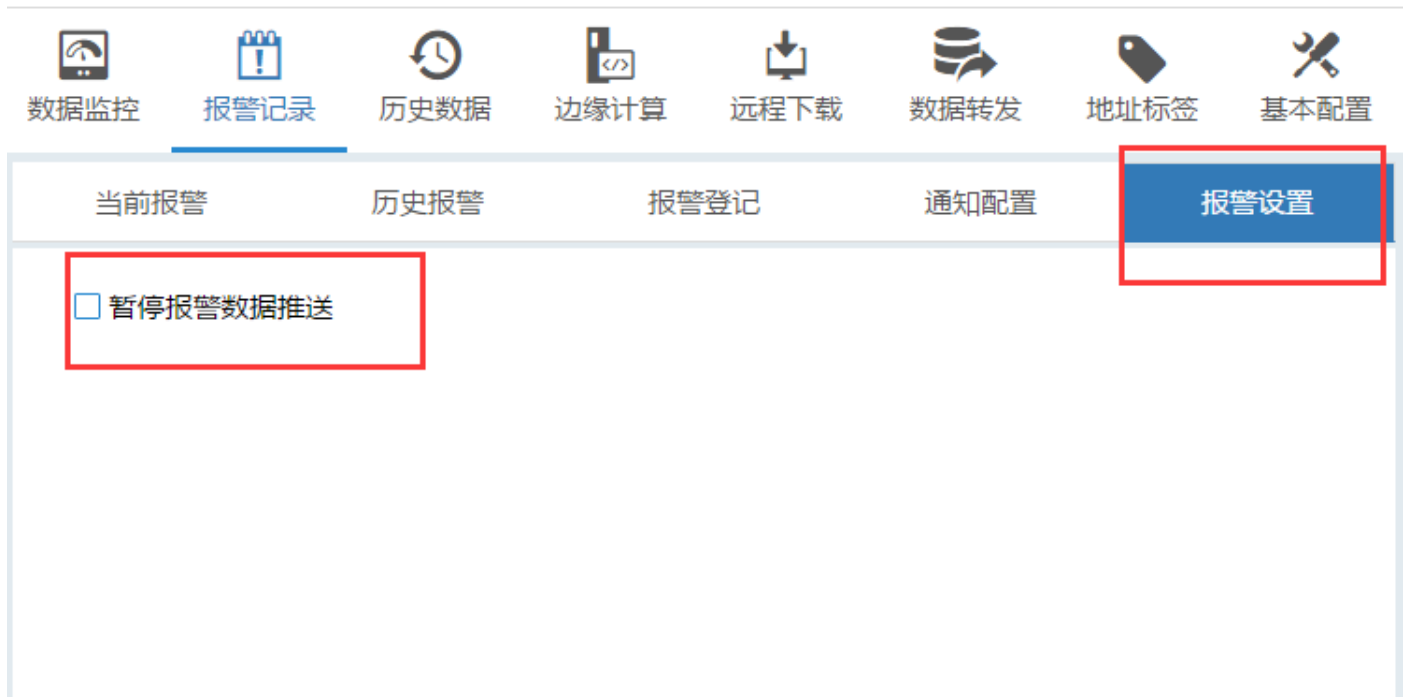 数据监控 报警记录 历史数据 边缘计算 远程下载 数据转发 地址标签 基本配置
当前报警 历史报警 报警登记 通知配置 报警设置
暂停报警数据推送